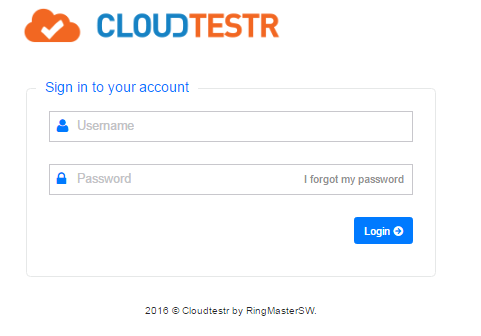 CLOUDTESTR
Sign in to your account
Username
Password
I forgot my password
Login
2016 © Cloudtestr by RingMasterSW.